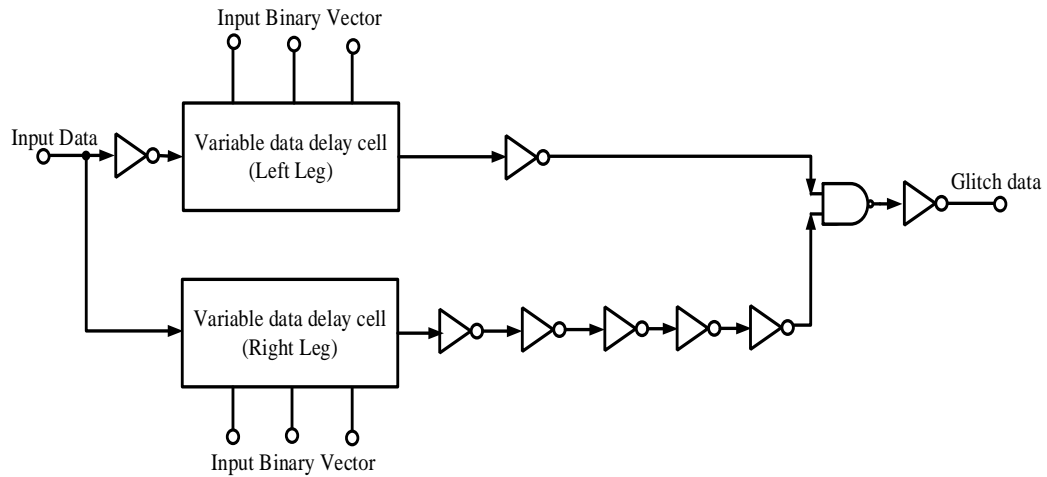 Input Binary Vector
Input Data
Variable data delay cell
(Left Leg)
Glitch data
Variable data delay cell
(Right Leg)
Input Binary Vector